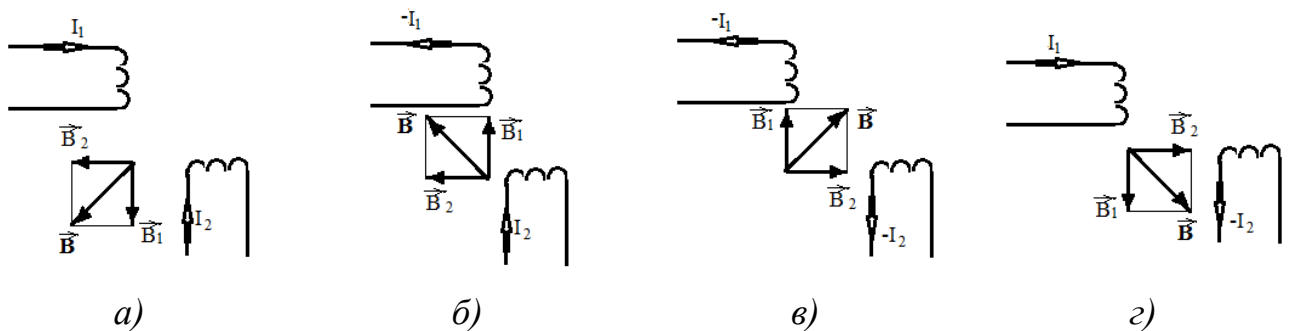 I₁
B₂
B
B₁
I₂
а)
-I₁
B
B₁
B₂
I₂
б)
-I₁
B₁
B
B₂
-I₂
в)
I₁
B₂
B₁
B
-I₂
г)